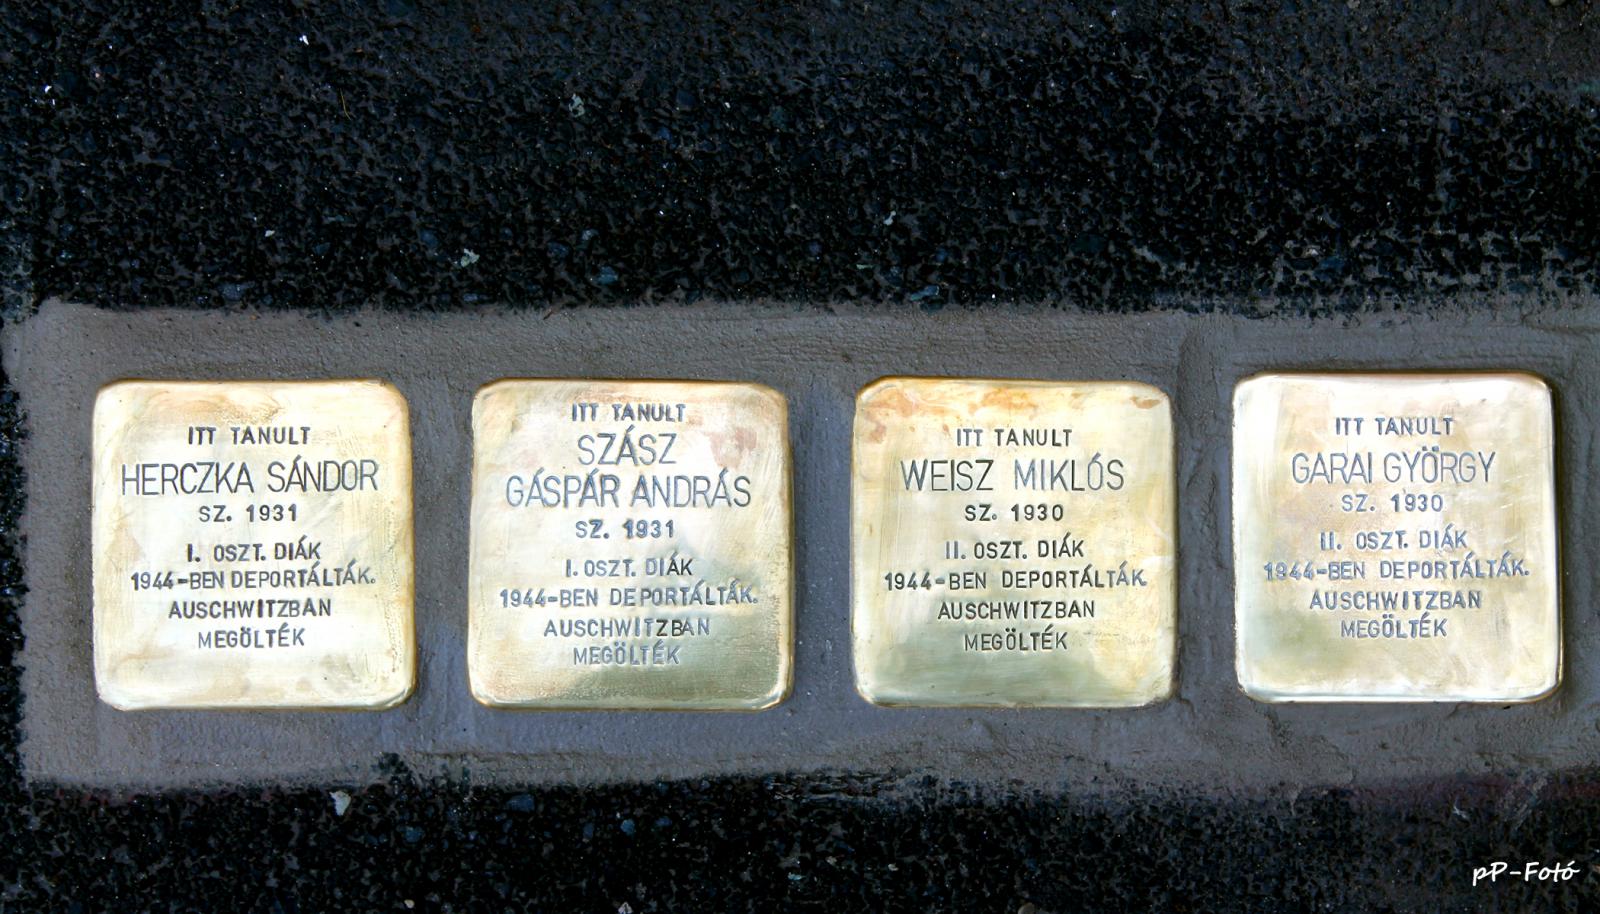 ITT TANULT
HERCZKA SÁNDOR
SZ. 1931
I. OSZT. DIÁK
1944-BEN DEPORTÁLTÁK.
AUSCHWITZBAN
MEGÖLTÉK
ITT TANULT
SZÁSZ
GÁSPÁR ANDRÁS
SZ. 1931
I. OSZT. DIÁK
1944-BEN DEPORTÁLTÁK.
AUSCHWITZBAN
MEGÖLTÉK
ITT TANULT
WEISZ MIKLÓS
SZ. 1930
II. OSZT. DIÁK
1944-BEN DEPORTÁLTÁK.
AUSCHWITZBAN
MEGÖLTÉK
ITT TANULT
GARAI GYÖRGY
SZ. 1930
II. OSZT. DIÁK
1944-BEN DEPORTÁLTÁK.
AUSCHWITZBAN
MEGÖLTÉK
pP-Fotó